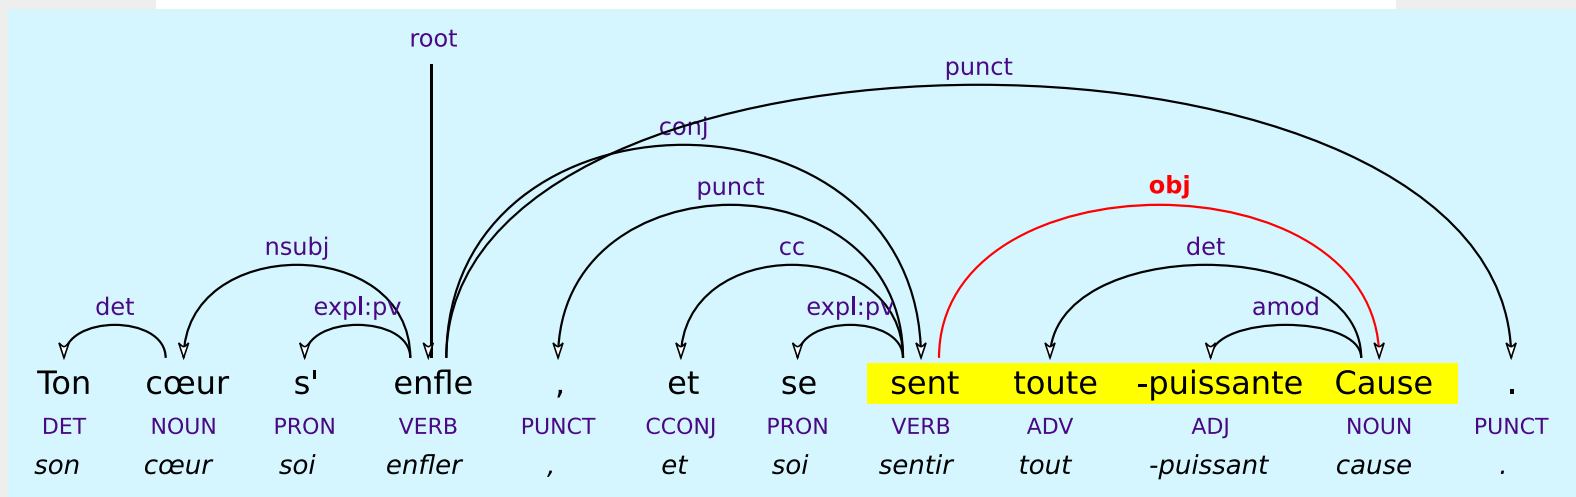 root
punct
conj
punct
obj
nsubj
cc
det
det
expl:pv
expl:pv
amod
Ton cœur s' enfle , et se sent toute -puissante Cause .
DET NOUN PRON VERB PUNCT CCONJ PRON VERB ADV ADJ NOUN PUNCT
son cœur soi enfler , et soi sentir tout -puissant cause .